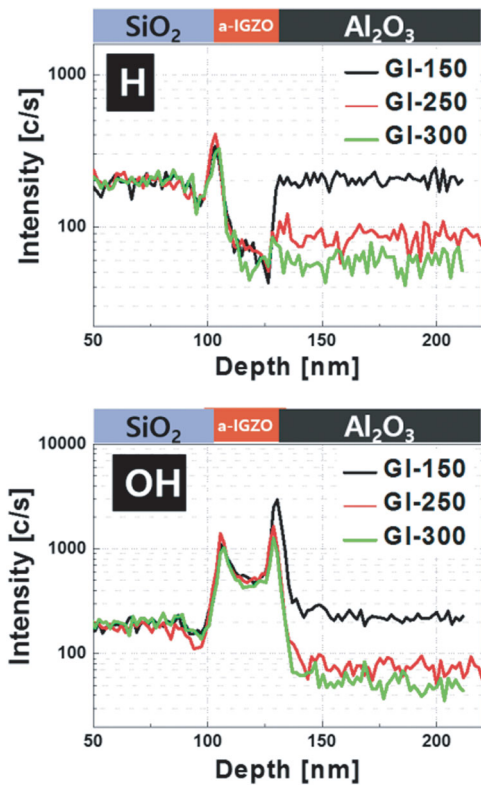 SiO₂ a-IGZO Al₂O₃
H
GI-150
GI-250
GI-300
1000
100
Intensity [c/s]
50 100 150 200
Depth [nm]
SiO₂ a-IGZO Al₂O₃
OH
GI-150
GI-250
GI-300
10000
1000
100
Intensity [c/s]
50 100 150 200
Depth [nm]